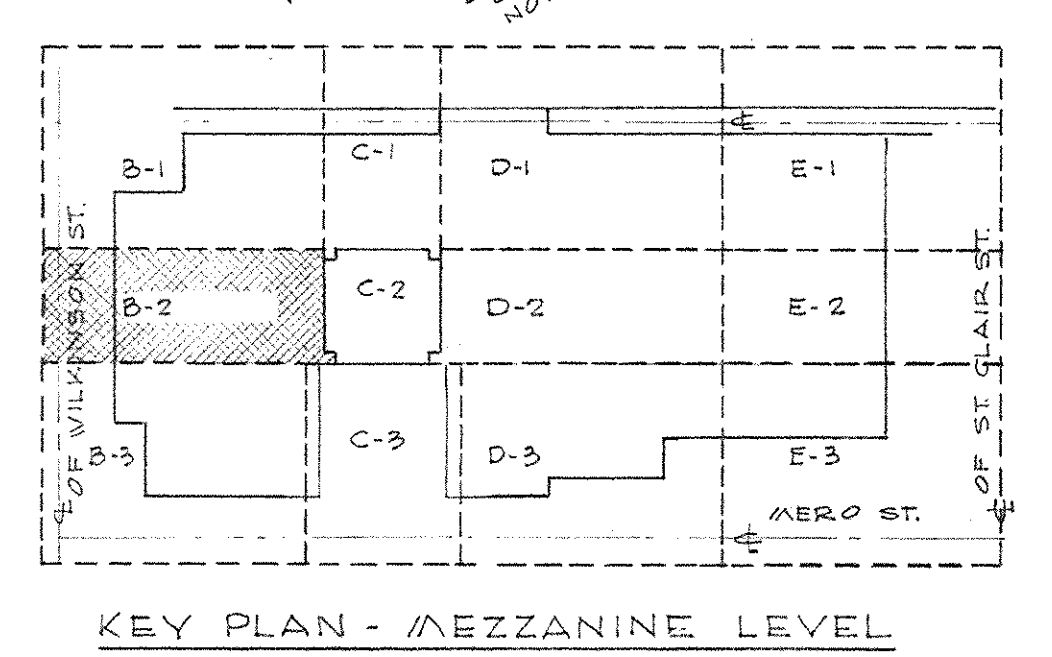 B-1
C-1
D-1
E-1
℄
B-2
C-2
D-2
E-2
B-3
C-3
D-3
E-3
℄ OF WILKINSON ST.
℄ OF ST. CLAIR ST.
℄ MERO ST.
KEY PLAN - MEZZANINE LEVEL